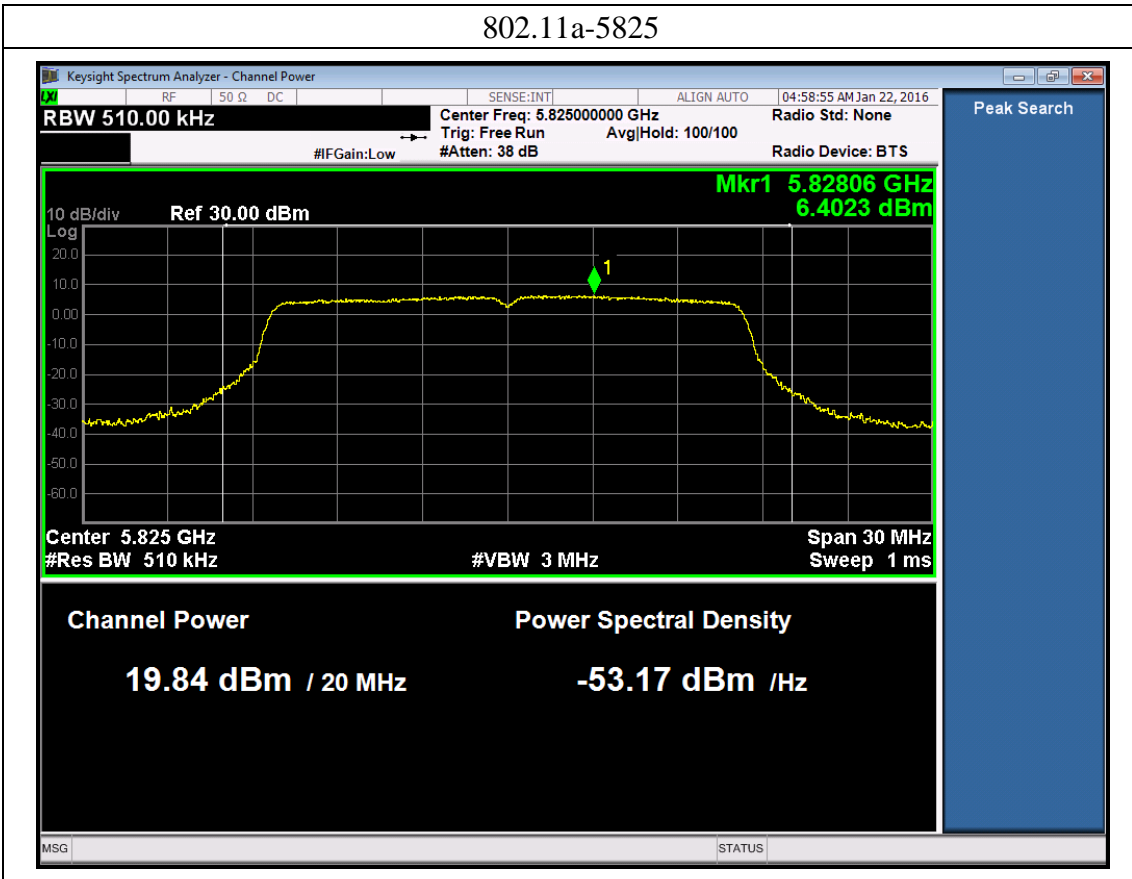 802.11a-5825
Keysight Spectrum Analyzer - Channel Power
LXI RF 50 Ω DC SENSE:INT ALIGN AUTO 04:58:55 AM Jan 22, 2016
RBW 510.00 kHz Center Freq: 5.825000000 GHz Radio Std: None
Trig: Free Run Avg|Hold: 100/100
#IFGain:Low #Atten: 38 dB Radio Device: BTS
Peak Search
Mkr1 5.82806 GHz
10 dB/div Ref 30.00 dBm 6.4023 dBm
Log
20.0
1
10.0
0.00
-10.0
-20.0
-30.0
-40.0
-50.0
-60.0
Center 5.825 GHz Span 30 MHz
#Res BW 510 kHz #VBW 3 MHz Sweep 1 ms
Channel Power Power Spectral Density
19.84 dBm / 20 MHz -53.17 dBm /Hz
MSG STATUS